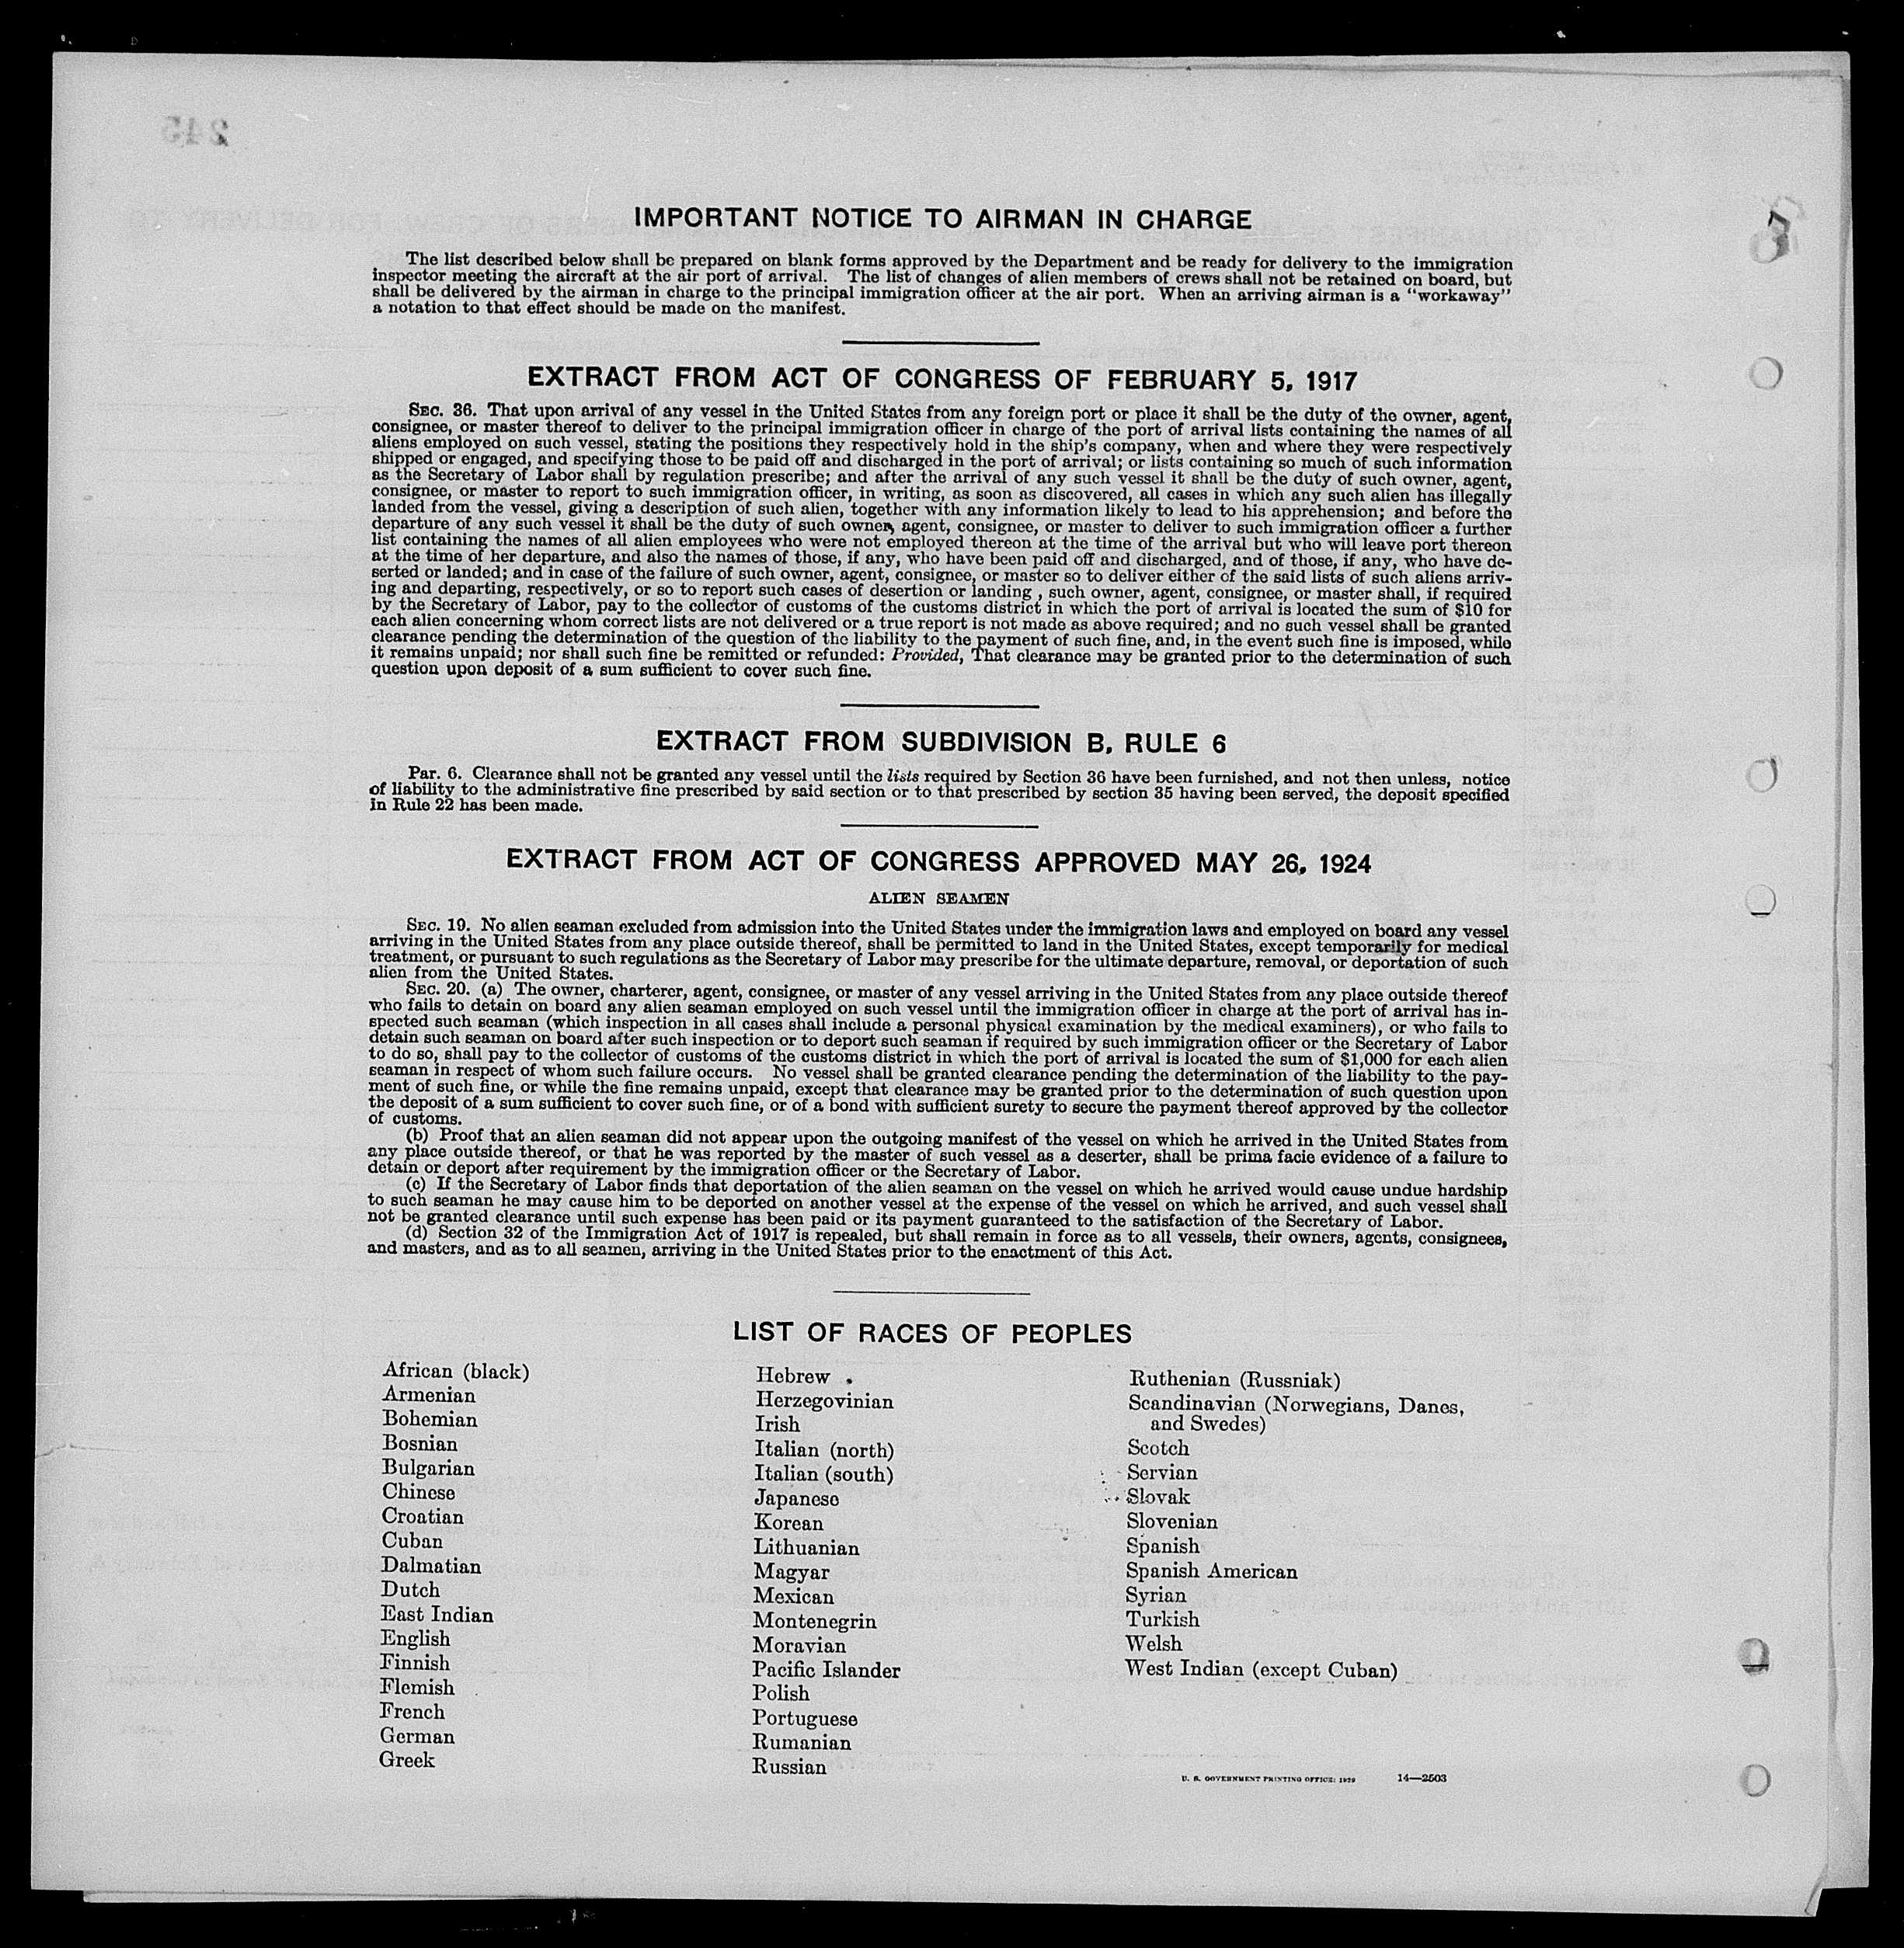 IMPORTANT NOTICE TO AIRMAN IN CHARGE
The list described below shall be prepared on blank forms approved by the Department and be ready for delivery to the immigration
inspector meeting the aircraft at the air port of arrival. The list of changes of alien members of crews shall not be retained on board, but
shall be delivered by the airman in charge to the principal immigration officer at the air port. When an arriving airman is a "workaway"
a notation to that effect should be made on the manifest.
EXTRACT FROM ACT OF CONGRESS OF FEBRUARY 5, 1917
SEC. 36. That upon arrival of any vessel in the United States from any foreign port or place it shall be the duty of the owner, agent,
consignee, or master thereof to deliver to the principal immigration officer in charge of the port of arrival lists containing the names of all
aliens employed on such vessel, stating the positions they respectively hold in the ship's company, when and where they were respectively
shipped or engaged, and specifying those to be paid off and discharged in the port of arrival; or lists containing so much of such information
as the Secretary of Labor shall by regulation prescribe; and after the arrival of any such vessel it shall be the duty of such owner, agent,
consignee, or master to report to such immigration officer, in writing, as soon as discovered, all cases in which any such alien has illegally
landed from the vessel, giving a description of such alien, together with any information likely to lead to his apprehension; and before the
departure of any such vessel it shall be the duty of such owner, agent, consignee, or master to deliver to such immigration officer a further
list containing the names of all alien employees who were not employed thereon at the time of the arrival but who will leave port thereon
at the time of her departure, and also the names of those, if any, who have been paid off and discharged, and of those, if any, who have de-
serted or landed; and in case of the failure of such owner, agent, consignee, or master so to deliver either of the said lists of such aliens arriv-
ing and departing, respectively, or so to report such cases of desertion or landing , such owner, agent, consignee, or master shall, if required
by the Secretary of Labor, pay to the collector of customs of the customs district in which the port of arrival is located the sum of $10 for
each alien concerning whom correct lists are not delivered or a true report is not made as above required; and no such vessel shall be granted
clearance pending the determination of the question of the liability to the payment of such fine, and, in the event such fine is imposed, while
it remains unpaid; nor shall such fine be remitted or refunded: Provided, That clearance may be granted prior to the determination of such
question upon deposit of a sum sufficient to cover such fine.
EXTRACT FROM SUBDIVISION B, RULE 6
Par. 6. Clearance shall not be granted any vessel until the lists required by Section 36 have been furnished, and not then unless, notice
of liability to the administrative fine prescribed by said section or to that prescribed by section 35 having been served, the deposit specified
in Rule 22 has been made.
EXTRACT FROM ACT OF CONGRESS APPROVED MAY 26, 1924
ALIEN SEAMEN
SEC. 19. No alien seaman excluded from admission into the United States under the immigration laws and employed on board any vessel
arriving in the United States from any place outside thereof, shall be permitted to land in the United States, except temporarily for medical
treatment, or pursuant to such regulations as the Secretary of Labor may prescribe for the ultimate departure, removal, or deportation of such
alien from the United States.
SEC. 20. (a) The owner, charterer, agent, consignee, or master of any vessel arriving in the United States from any place outside thereof
who fails to detain on board any alien seaman employed on such vessel until the immigration officer in charge at the port of arrival has in-
spected such seaman (which inspection in all cases shall include a personal physical examination by the medical examiners), or who fails to
detain such seaman on board after such inspection or to deport such seaman if required by such immigration officer or the Secretary of Labor
to do so, shall pay to the collector of customs of the customs district in which the port of arrival is located the sum of $1,000 for each alien
seaman in respect of whom such failure occurs. No vessel shall be granted clearance pending the determination of the liability to the pay-
ment of such fine, or while the fine remains unpaid, except that clearance may be granted prior to the determination of such question upon
the deposit of a sum sufficient to cover such fine, or of a bond with sufficient surety to secure the payment thereof approved by the collector
of customs.
(b) Proof that an alien seaman did not appear upon the outgoing manifest of the vessel on which he arrived in the United States from
any place outside thereof, or that he was reported by the master of such vessel as a deserter, shall be prima facie evidence of a failure to
detain or deport after requirement by the immigration officer or the Secretary of Labor.
(c) If the Secretary of Labor finds that deportation of the alien seaman on the vessel on which he arrived would cause undue hardship
to such seaman he may cause him to be deported on another vessel at the expense of the vessel on which he arrived, and such vessel shall
not be granted clearance until such expense has been paid or its payment guaranteed to the satisfaction of the Secretary of Labor.
(d) Section 32 of the Immigration Act of 1917 is repealed, but shall remain in force as to all vessels, their owners, agents, consignees,
and masters, and as to all seamen, arriving in the United States prior to the enactment of this Act.
LIST OF RACES OF PEOPLES
African (black)
Armenian
Bohemian
Bosnian
Bulgarian
Chinese
Croatian
Cuban
Dalmatian
Dutch
East Indian
English
Finnish
Flemish
French
German
Greek
Hebrew
Herzegovinian
Irish
Italian (north)
Italian (south)
Japanese
Korean
Lithuanian
Magyar
Mexican
Montenegrin
Moravian
Pacific Islander
Polish
Portuguese
Rumanian
Russian
Ruthenian (Russniak)
Scandinavian (Norwegians, Danes,
and Swedes)
Scotch
Servian
Slovak
Slovenian
Spanish
Spanish American
Syrian
Turkish
Welsh
West Indian (except Cuban)
U. S. GOVERNMENT PRINTING OFFICE: 1929 14—2503